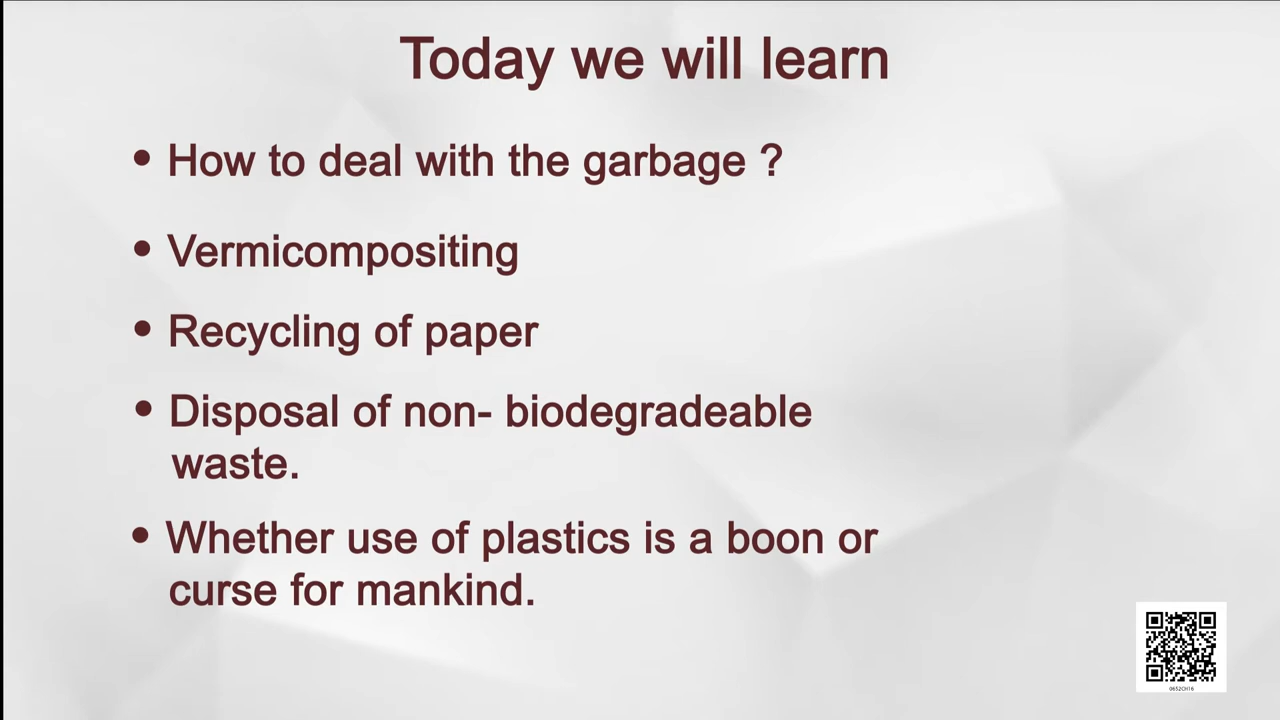 Today we will learn
• How to deal with the garbage ?
• Vermicompositing
• Recycling of paper
• Disposal of non- biodegradeable
waste.
• Whether use of plastics is a boon or
curse for mankind.
0652CH16